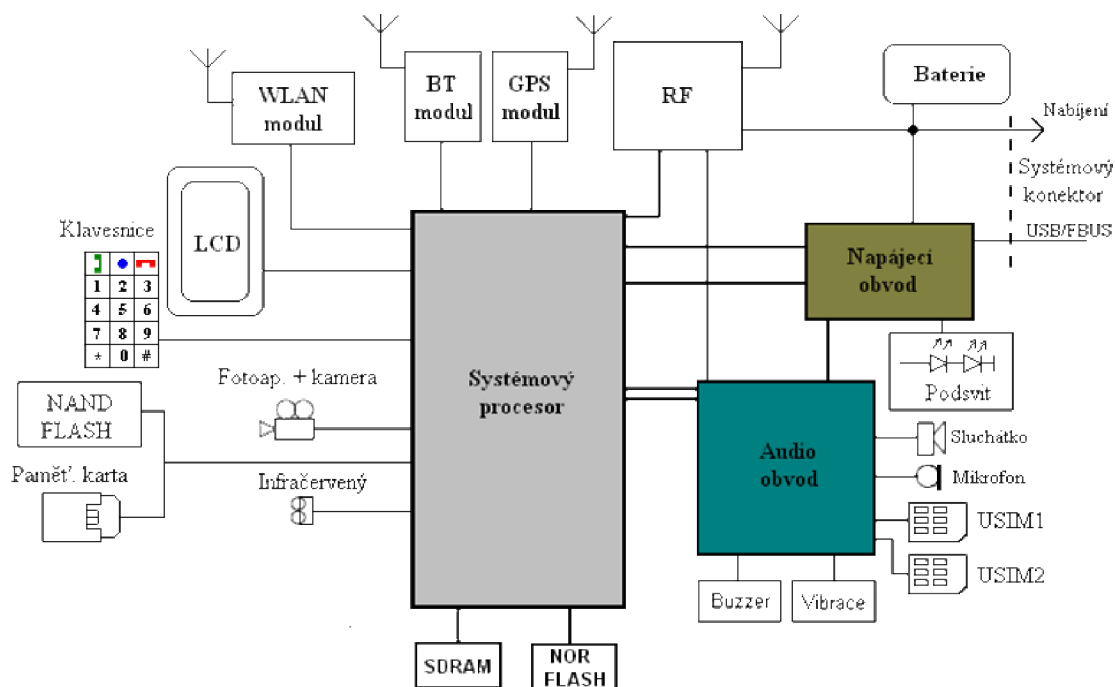 WLAN
modul
BT
modul
GPS
modul
RF
Baterie
Nabíjení
Systémový
konektor
USB/FBUS
Klavesnice
LCD
1 2 3
4 5 6
7 8 9
* 0 #
Napájecí
obvod
Podsvit
Fotoap. + kamera
Systémový
procesor
NAND
FLASH
Paměť. karta
Infračervený
Audio
obvod
Sluchátko
Mikrofon
USIM1
USIM2
Buzzer
Vibrace
SDRAM
NOR
FLASH